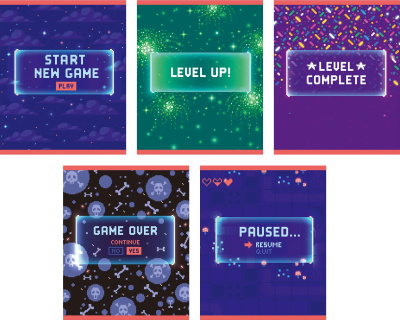 START
NEW GAME
PLAY
LEVEL UP!
★LEVEL
COMPLETE
GAME OVER
CONTINUE
NO YES
PAUSED...
RESUME
QUIT